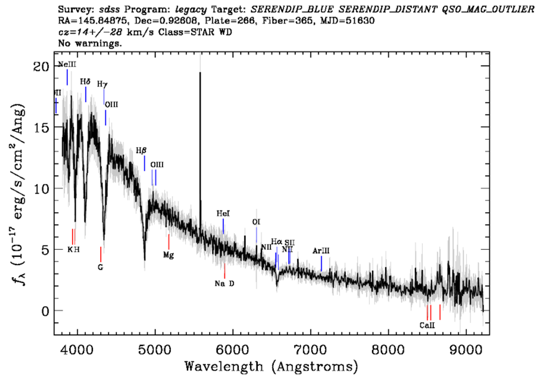 Survey: sdss Program: legacy Target: SERENDIP_BLUE SERENDIP_DISTANT QSO_MAG_OUTLIER
RA=145.84875, Dec=0.92808, Plate=266, Fiber=365, MJD=51630
cz=14+/-28 km/s Class=STAR WD
No warnings.
20
15
10
5
0
fλ (10⁻¹⁷ erg/s/cm²/Ang)
NeIII
Hδ
Hγ
OIII
Hβ
OIII
HeI
OI
NII
Hα
NII
SII
ArIII
K H
G
Mg
Na D
CaII
4000 5000 6000 7000 8000 9000
Wavelength (Angstroms)